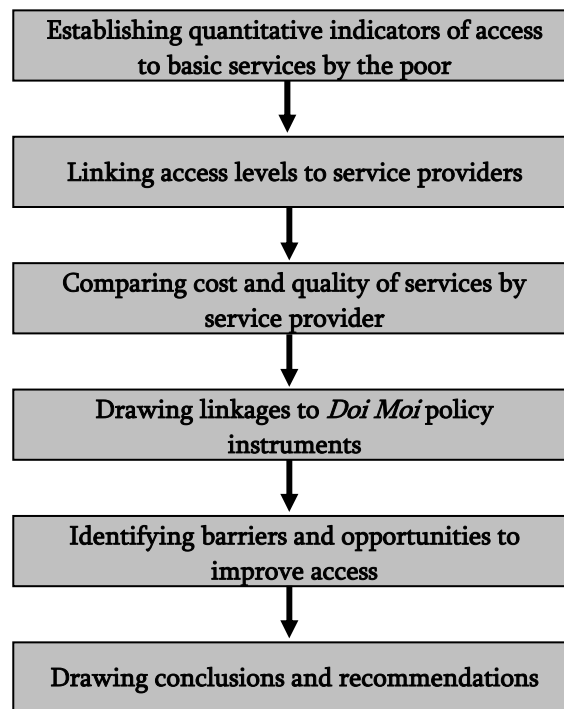 Establishing quantitative indicators of access
to basic services by the poor
Linking access levels to service providers
Comparing cost and quality of services by
service provider
Drawing linkages to Doi Moi policy
instruments
Identifying barriers and opportunities to
improve access
Drawing conclusions and recommendations